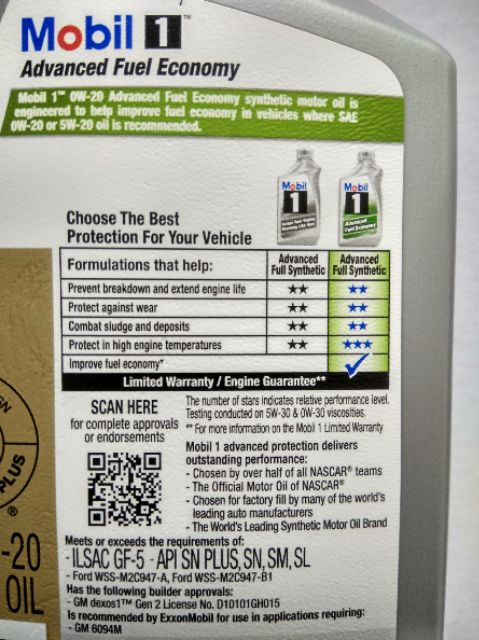 Mobil 1™
Advanced Fuel Economy
Mobil 1™ 0W-20 Advanced Fuel Economy synthetic motor oil is
engineered to help improve fuel economy in vehicles where SAE
0W-20 or 5W-20 oil is recommended.
Mobil 1
Mobil 1
Advanced
Fuel Economy
Choose The Best
Protection For Your Vehicle
Formulations that help: Advanced Full Synthetic Advanced Full Synthetic
Prevent breakdown and extend engine life ★★ ★★
Protect against wear ★★ ★★
Combat sludge and deposits ★★ ★★
Protect in high engine temperatures ★★ ★★★
Improve fuel economy* ✓
Limited Warranty / Engine Guarantee**
SCAN HERE
for complete approvals
or endorsements
The number of stars indicates relative performance level.
Testing conducted on 5W-30 & 0W-30 viscosities.
** For more information on the Mobil 1 Limited Warranty
Mobil 1 advanced protection delivers
outstanding performance:
- Chosen by over half of all NASCAR® teams
- The Official Motor Oil of NASCAR®
- Chosen for factory fill by many of the world's
leading auto manufacturers
- The World's Leading Synthetic Motor Oil Brand
Meets or exceeds the requirements of:
- ILSAC GF-5 - API SN PLUS, SN, SM, SL
- Ford WSS-M2C947-A, Ford WSS-M2C947-B1
Has the following builder approvals:
- GM dexos1™ Gen 2 License No. D10101GH015
Is recommended by ExxonMobil for use in applications requiring:
- GM 6094M
SN
PLUS
®
-20
OIL